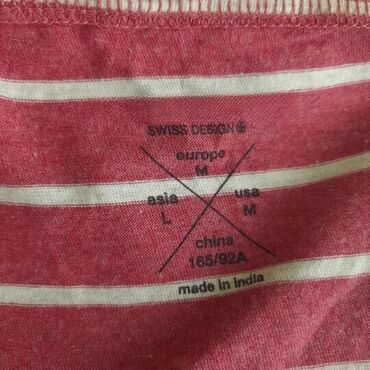 SWISS DESIGN ⊕
europe
M
asia usa
L M
china
165/92A
made in india